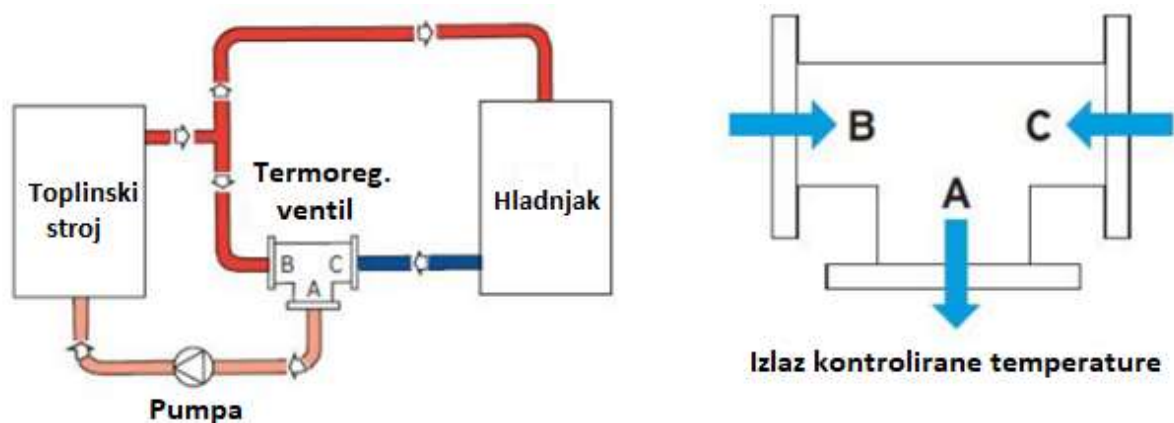 Toplinski
stroj
Termoreg.
ventil
Hladnjak
B
C
A
Pumpa
B
C
A
Izlaz kontrolirane temperature